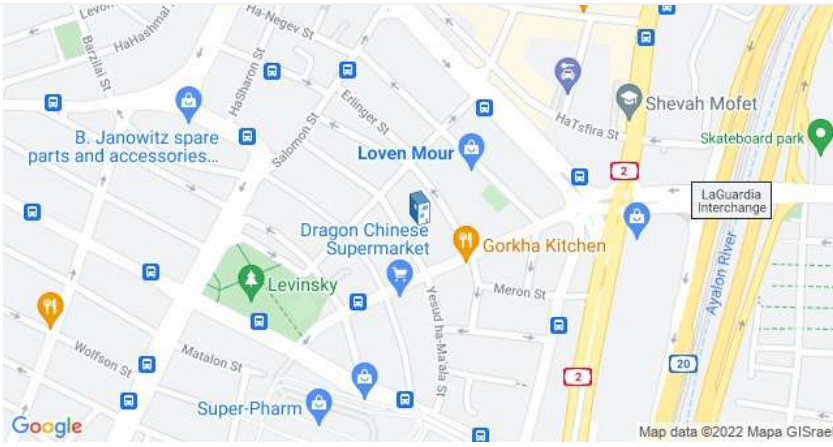 Levon
Ha-Negev St
HaHashmal
Barzilai St
HaSharon St
Erlinger St
Salomon St
Shevah Mofet
HaTsfira St
B. Janowitz spare
parts and accessories...
Loven Mour
Skateboard park
2
LaGuardia
Interchange
Dragon Chinese
Supermarket
Gorkha Kitchen
Levinsky
Meron St
Yesud ha-Ma'ala St
Ayalon River
Wolfson St
Matalon St
2
20
Super-Pharm
Google
Map data ©2022 Mapa GISrae